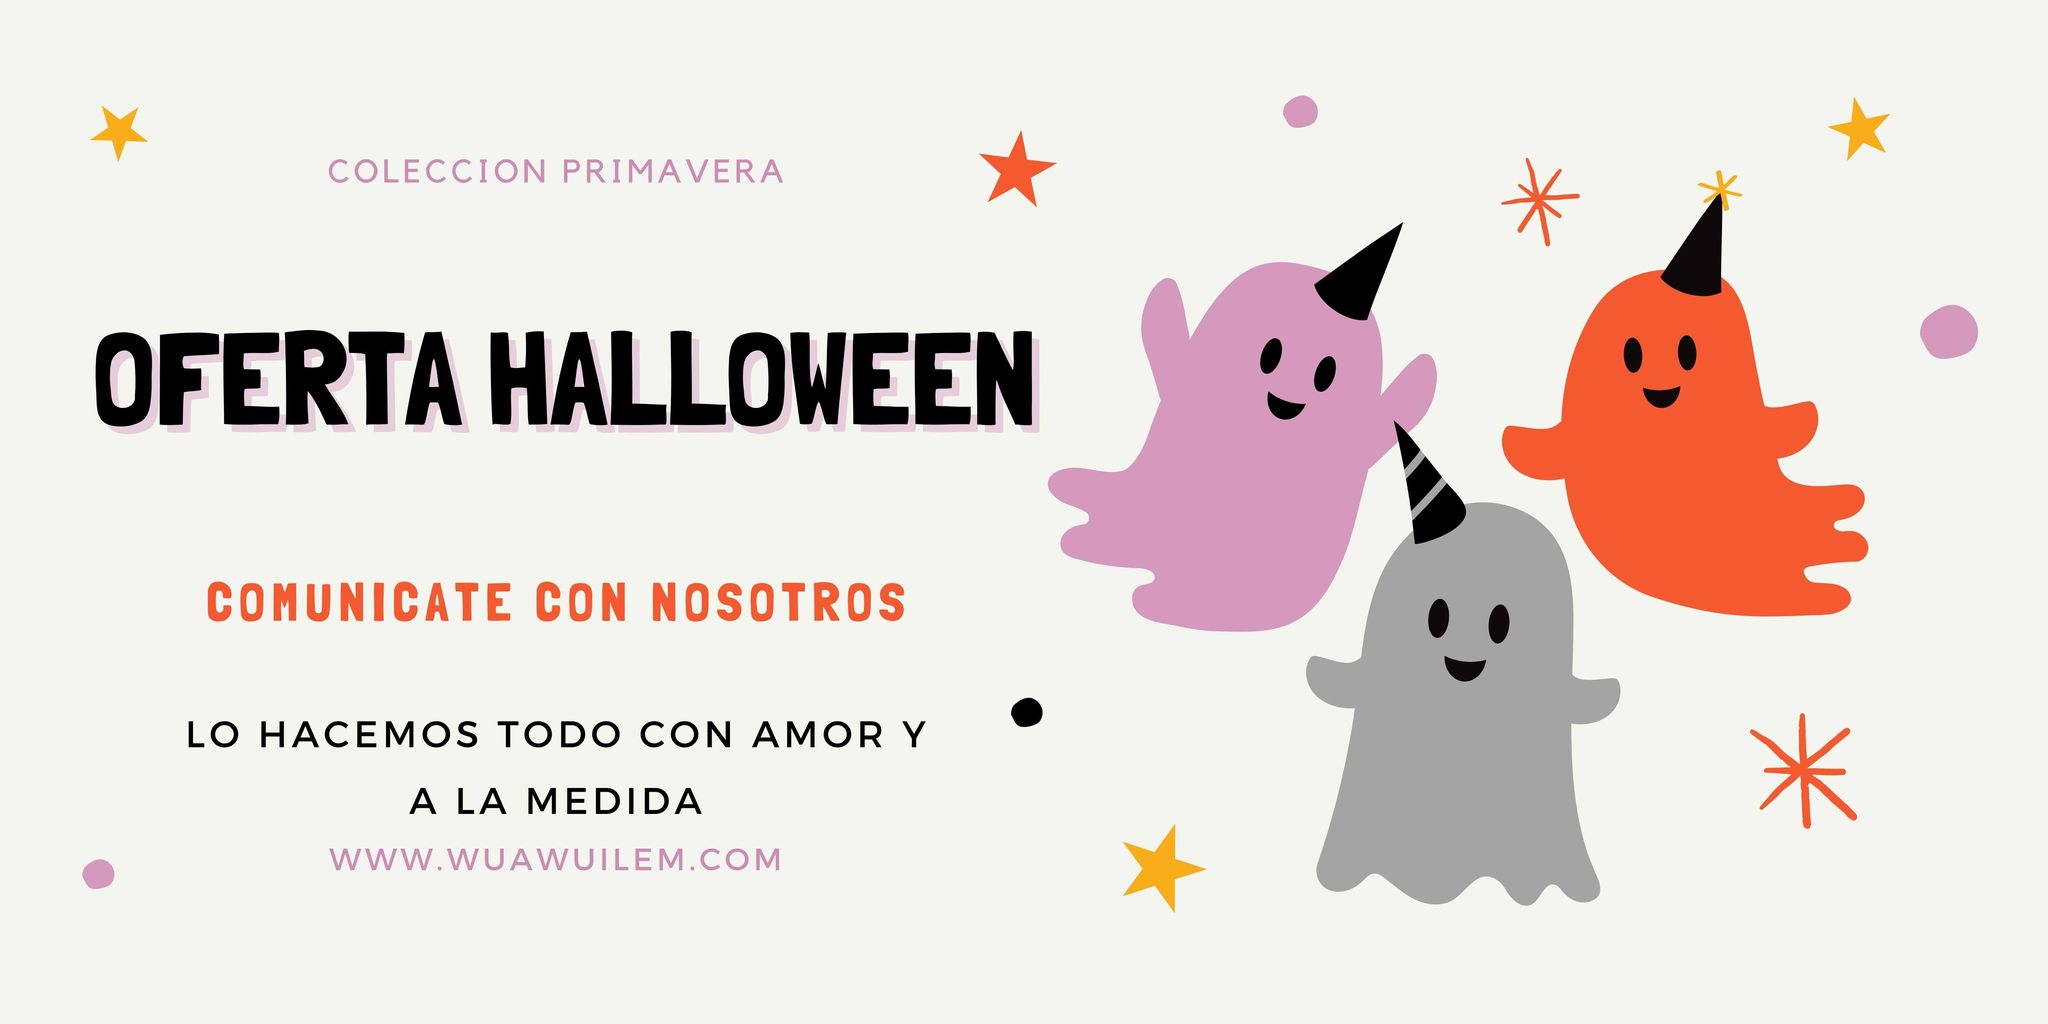 COLECCION PRIMAVERA
OFERTA HALLOWEEN
COMUNICATE CON NOSOTROS
LO HACEMOS TODO CON AMOR Y
A LA MEDIDA
WWW.WUAWUILEM.COM